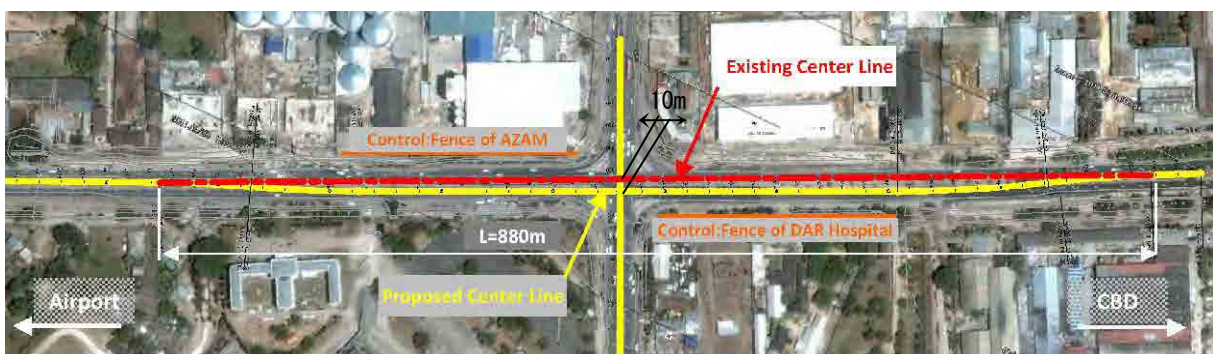 Existing Center Line
10m
Control:Fence of AZAM
Control:Fence of DAR Hospital
L=880m
Proposed Center Line
Airport
CBD